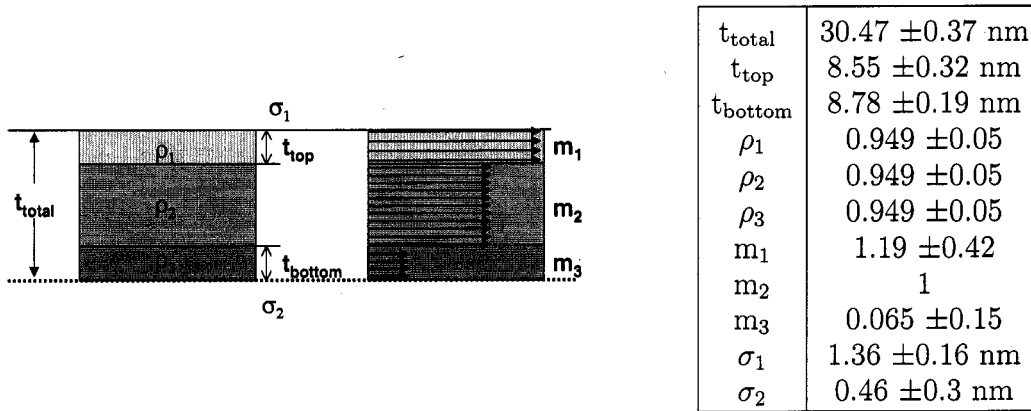 σ₁
ρ₁
t_top
m₁
t_total
ρ₂
m₂
t_bottom
m₃
σ₂
t_total 30.47 ±0.37 nm
t_top 8.55 ±0.32 nm
t_bottom 8.78 ±0.19 nm
ρ₁ 0.949 ±0.05
ρ₂ 0.949 ±0.05
ρ₃ 0.949 ±0.05
m₁ 1.19 ±0.42
m₂ 1
m₃ 0.065 ±0.15
σ₁ 1.36 ±0.16 nm
σ₂ 0.46 ±0.3 nm